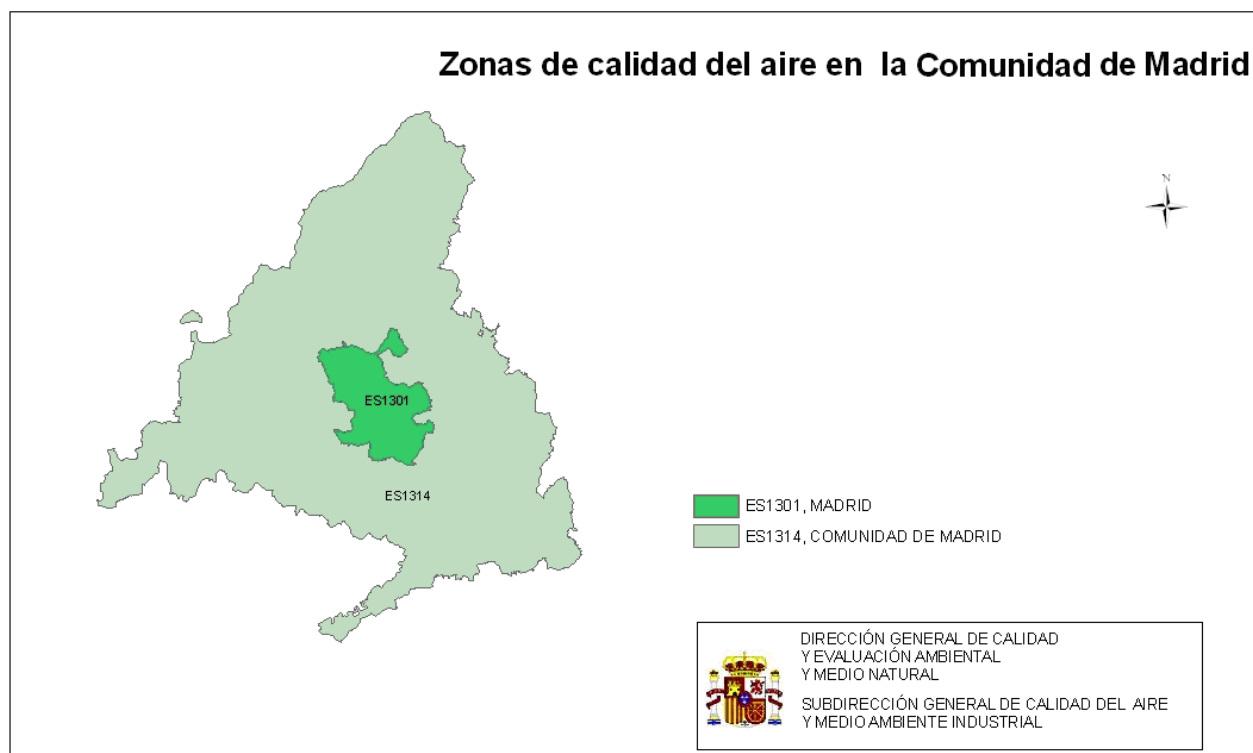 Zonas de calidad del aire en  la Comunidad de Madrid
N
ES1301
ES1314
ES1301, MADRID
ES1314, COMUNIDAD DE MADRID
DIRECCIÓN GENERAL DE CALIDAD
Y EVALUACIÓN AMBIENTAL
Y MEDIO NATURAL
SUBDIRECCIÓN GENERAL DE CALIDAD DEL AIRE
Y MEDIO AMBIENTE INDUSTRIAL